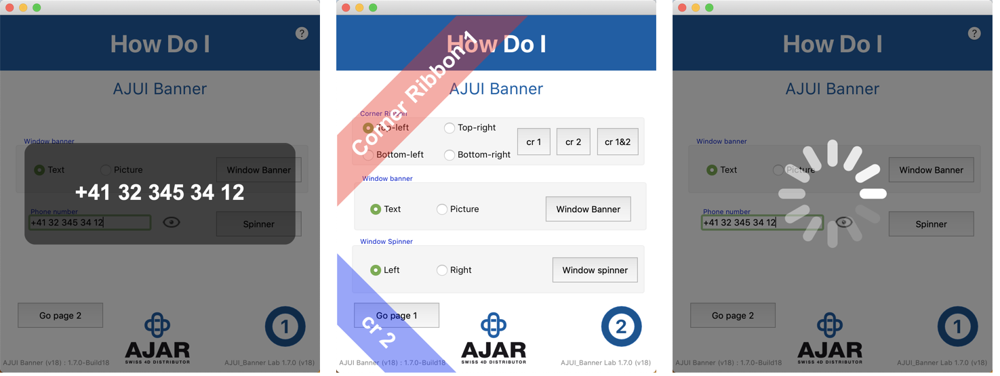 How Do I
?
AJUI Banner
Window banner
Text
Picture
Window Banner
+41 32 345 34 12
Phone number
+41 32 345 34 12
Spinner
Go page 2
1
AJAR
SWISS 4D DISTRIBUTOR
AJUI Banner (v18) : 1.7.0-Build18
AJUI_Banner Lab 1.7.0 (v18)
How Do I
Corner Ribbon 1
AJUI Banner
Corner Ribbon
Top-left
Top-right
cr 1
cr 2
cr 1&2
Bottom-left
Bottom-right
Window banner
Text
Picture
Window Banner
Window Spinner
Left
Right
Window spinner
Go page 1
cr 2
2
AJAR
SWISS 4D DISTRIBUTOR
AJUI Banner (v18) : 1.7.0-Build18
AJUI_Banner Lab 1.7.0 (v18)
How Do I
?
AJUI Banner
Window banner
Text
Picture
Window Banner
Phone number
+41 32 345 34 12
Spinner
Go page 2
1
AJAR
SWISS 4D DISTRIBUTOR
AJUI Banner (v18) : 1.7.0-Build18
AJUI_Banner Lab 1.7.0 (v18)